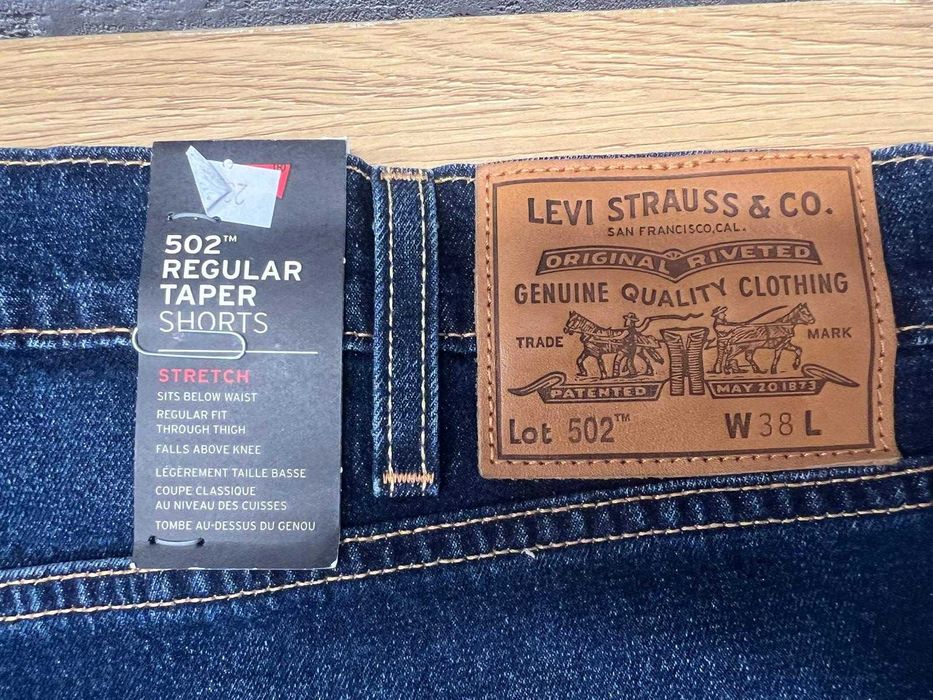 502™
REGULAR
TAPER
SHORTS
STRETCH
SITS BELOW WAIST
REGULAR FIT
THROUGH THIGH
FALLS ABOVE KNEE
LÉGÈREMENT TAILLE BASSE
COUPE CLASSIQUE
AU NIVEAU DES CUISSES
TOMBE AU-DESSUS DU GENOU
LEVI STRAUSS & CO.
SAN FRANCISCO, CAL.
ORIGINAL RIVETED
GENUINE QUALITY CLOTHING
TRADE MARK
PATENTED MAY 20 1873
Lot 502™ W 38 L